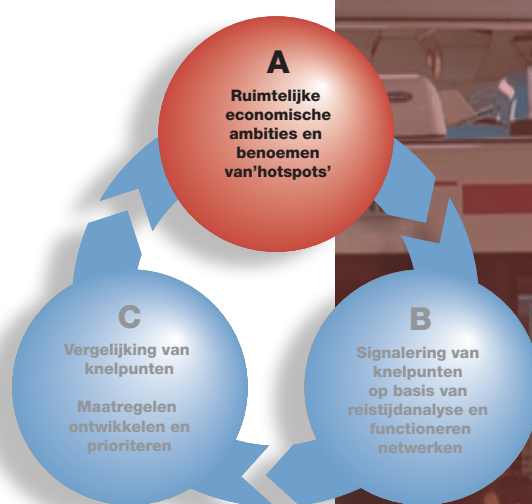 A
Ruimtelijke
economische
ambities en
benoemen
van'hotspots'
C
Vergelijking van
knelpunten
Maatregelen
ontwikkelen en
prioriteren
B
Signalering van
knelpunten
op basis van
reistijdanalyse en
functioneren
netwerken